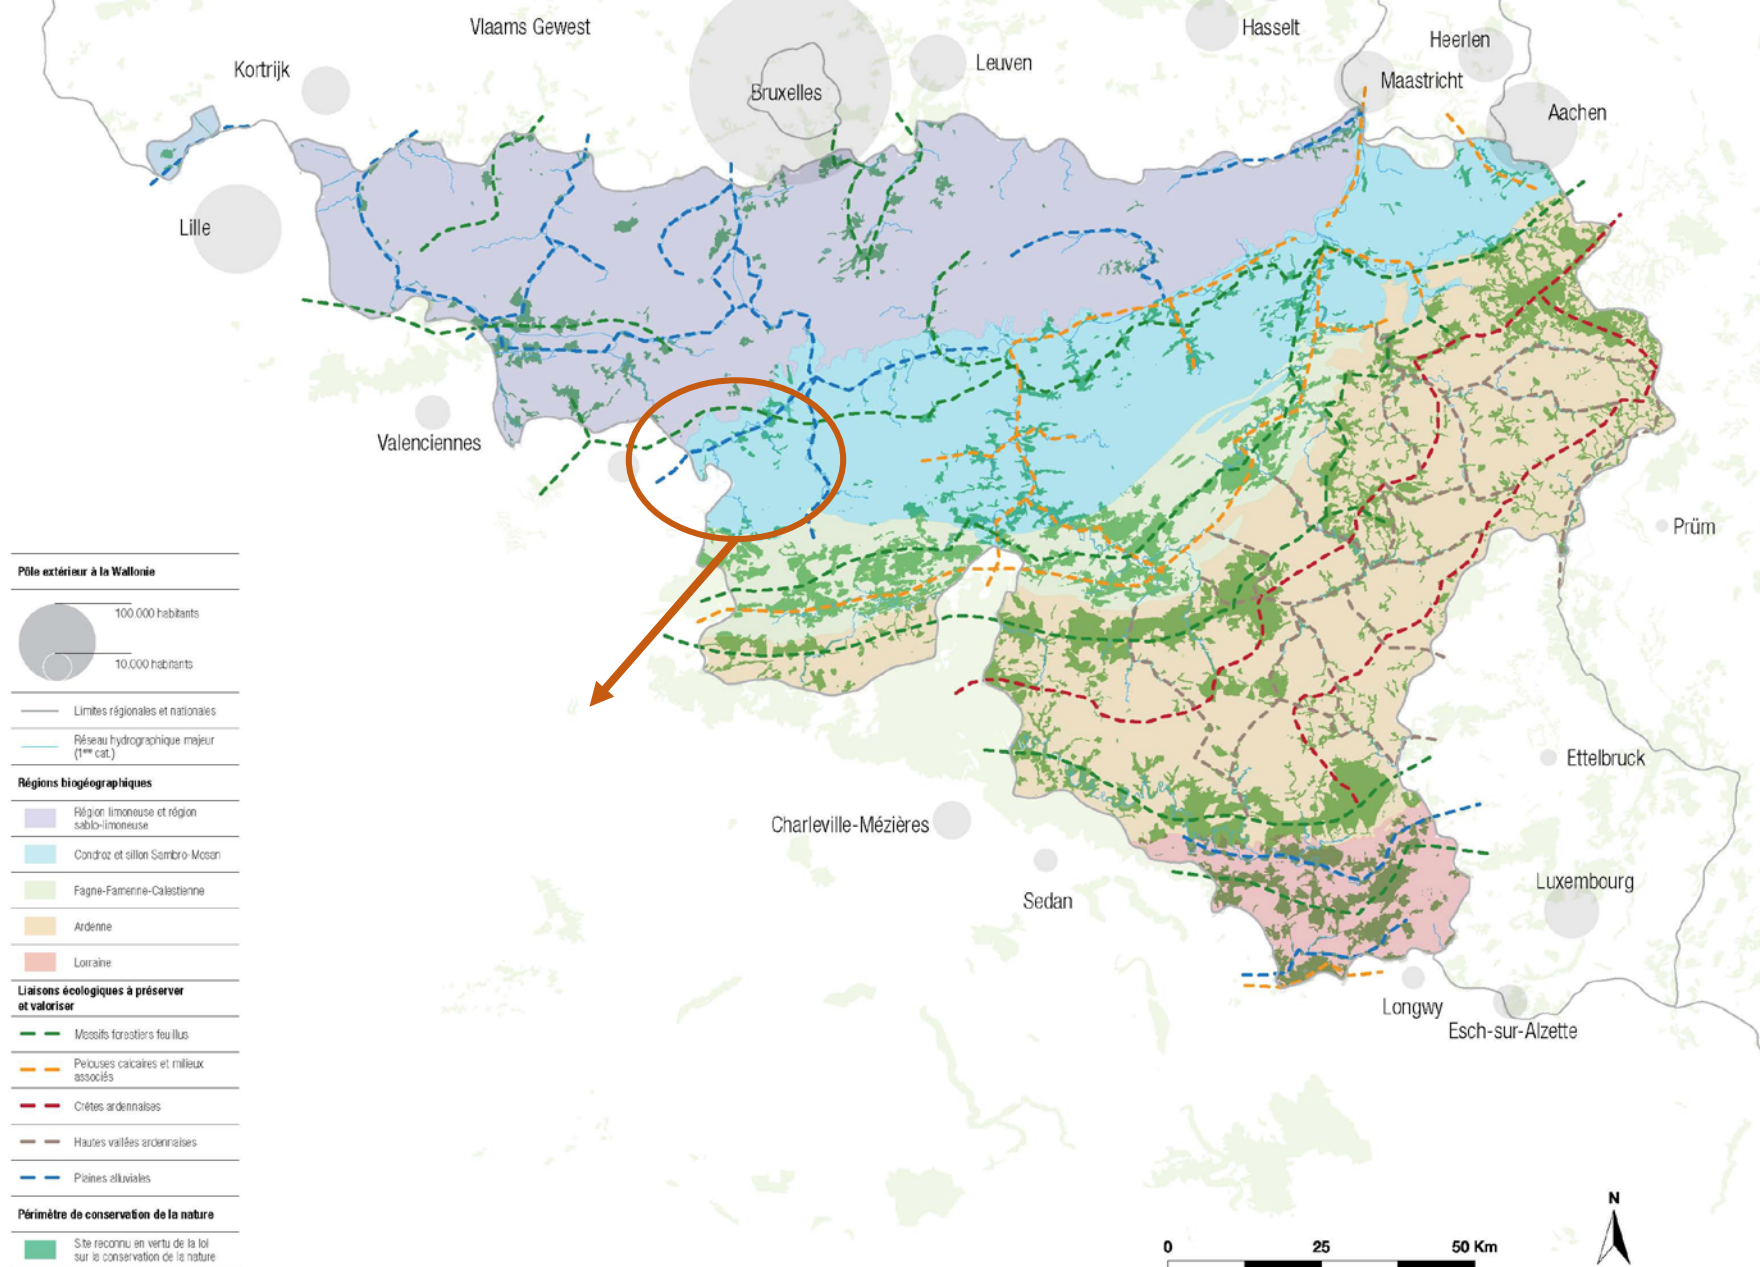 Vlaams Gewest
Hasselt
Heerlen
Kortrijk
Leuven
Maastricht
Bruxelles
Aachen
Lille
Valenciennes
Prüm
Pôle extérieur à la Wallonie
100.000 habitants
10.000 habitants
Limites régionales et nationales
Réseau hydrographique majeur
(1ère cat.)
Régions biogéographiques
Région limoneuse et région
sablo-limoneuse
Condroz et sillon Sambro-Mosan
Fagne-Famenne-Calestienne
Ardenne
Lorraine
Liaisons écologiques à préserver
et valoriser
Massifs forestiers feuillus
Pelouses calcaires et milieux
associés
Crêtes ardennaises
Hautes vallées ardennaises
Plaines alluviales
Périmètre de conservation de la nature
Site reconnu en vertu de la loi
sur la conservation de la nature
Ettelbruck
Charleville-Mézières
Sedan
Luxembourg
Longwy
Esch-sur-Alzette
N
0 25 50 Km